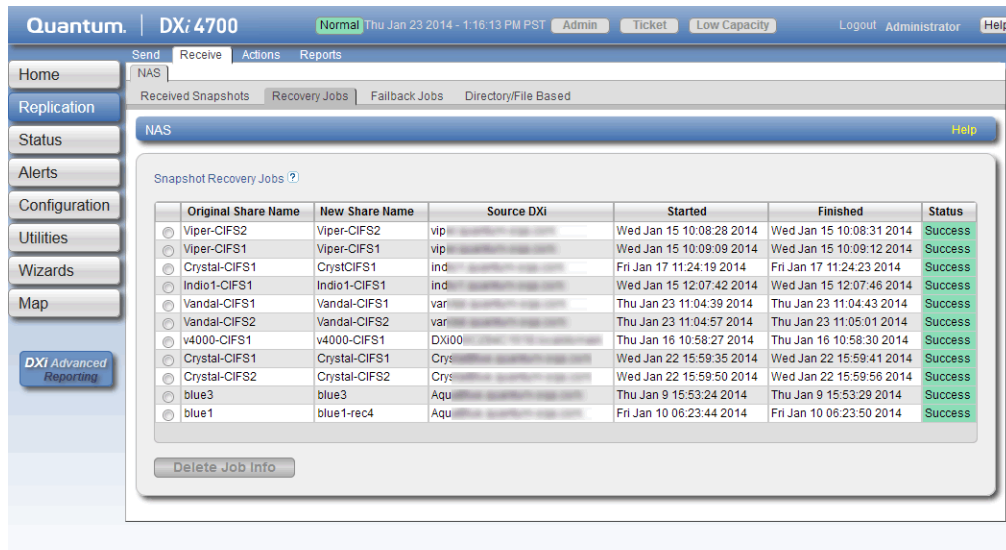 Quantum. | DXi4700 Normal Thu Jan 23 2014 - 1:16:13 PM PST Admin Ticket Low Capacity Logout Administrator Help
Send Receive Actions Reports
NAS
Received Snapshots Recovery Jobs Failback Jobs Directory/File Based
Home
Replication
Status
Alerts
Configuration
Utilities
Wizards
Map
DXi Advanced
Reporting
NAS Help
Snapshot Recovery Jobs ?
Original Share Name New Share Name Source DXi Started Finished Status
Viper-CIFS2 Viper-CIFS2 Wed Jan 15 10:08:28 2014 Wed Jan 15 10:08:31 2014 Success
Viper-CIFS1 Viper-CIFS1 Wed Jan 15 10:09:09 2014 Wed Jan 15 10:09:12 2014 Success
Crystal-CIFS1 CrystCIFS1 Fri Jan 17 11:24:19 2014 Fri Jan 17 11:24:23 2014 Success
Indio1-CIFS1 Indio1-CIFS1 Wed Jan 15 12:07:42 2014 Wed Jan 15 12:07:46 2014 Success
Vandal-CIFS1 Vandal-CIFS1 Thu Jan 23 11:04:39 2014 Thu Jan 23 11:04:43 2014 Success
Vandal-CIFS2 Vandal-CIFS2 Thu Jan 23 11:04:57 2014 Thu Jan 23 11:05:01 2014 Success
v4000-CIFS1 v4000-CIFS1 Thu Jan 16 10:58:27 2014 Thu Jan 16 10:58:30 2014 Success
Crystal-CIFS1 Crystal-CIFS1 Wed Jan 22 15:59:35 2014 Wed Jan 22 15:59:41 2014 Success
Crystal-CIFS2 Crystal-CIFS2 Wed Jan 22 15:59:50 2014 Wed Jan 22 15:59:56 2014 Success
blue3 blue3 Thu Jan 9 15:53:24 2014 Thu Jan 9 15:53:29 2014 Success
blue1 blue1-rec4 Fri Jan 10 06:23:44 2014 Fri Jan 10 06:23:50 2014 Success
Delete Job Info